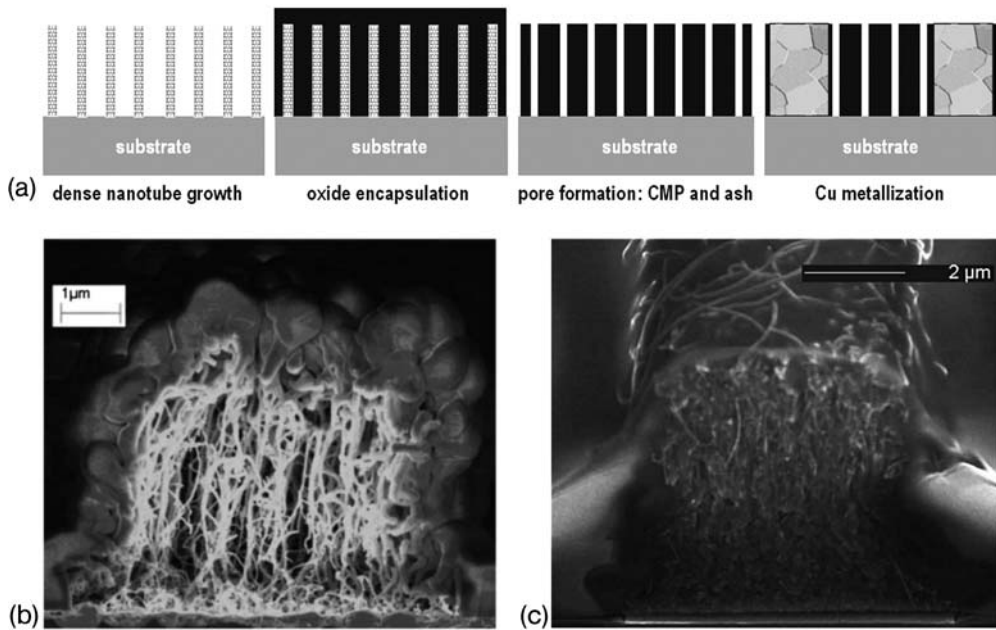 substrate
substrate
substrate
substrate
(a)
dense nanotube growth
oxide encapsulation
pore formation: CMP and ash
Cu metallization
1µm
2 µm
(b)
(c)